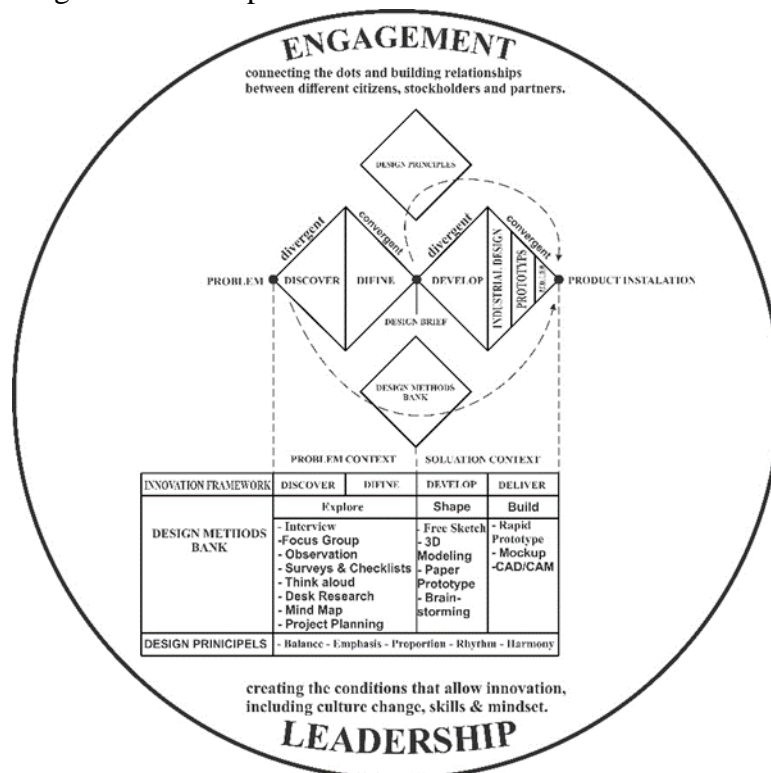 ENGAGEMENT
connecting the dots and building relationships
between different citizens, stockholders and partners.
DESIGN PRINCIPLES
divergent
convergent
divergent
convergent
PROBLEM
DISCOVER
DIFINE
DEVELOP
INDUSTRIAL DESIGN
PROTOTYPS
PRODUCT INSTALATION
DESIGN BRIEF
DESIGN METHODS
BANK
PROBLEM CONTEXT
SOLUATION CONTEXT
INNOVATION FRAMEWORK
DISCOVER
DIFINE
DEVELOP
DELIVER
DESIGN METHODS
BANK
Explore
- Interview
-Focus Group
- Observation
- Surveys & Checklists
- Think aloud
- Desk Research
- Mind Map
- Project Planning
Shape
- Free Sketch
- 3D
Modeling
- Paper
Prototype
- Brain-
storming
Build
- Rapid
Prototype
- Mockup
-CAD/CAM
DESIGN PRINICIPELS
- Balance - Emphasis - Proportion - Rhythm - Harmony
creating the conditions that allow innovation,
including culture change, skills & mindset.
LEADERSHIP